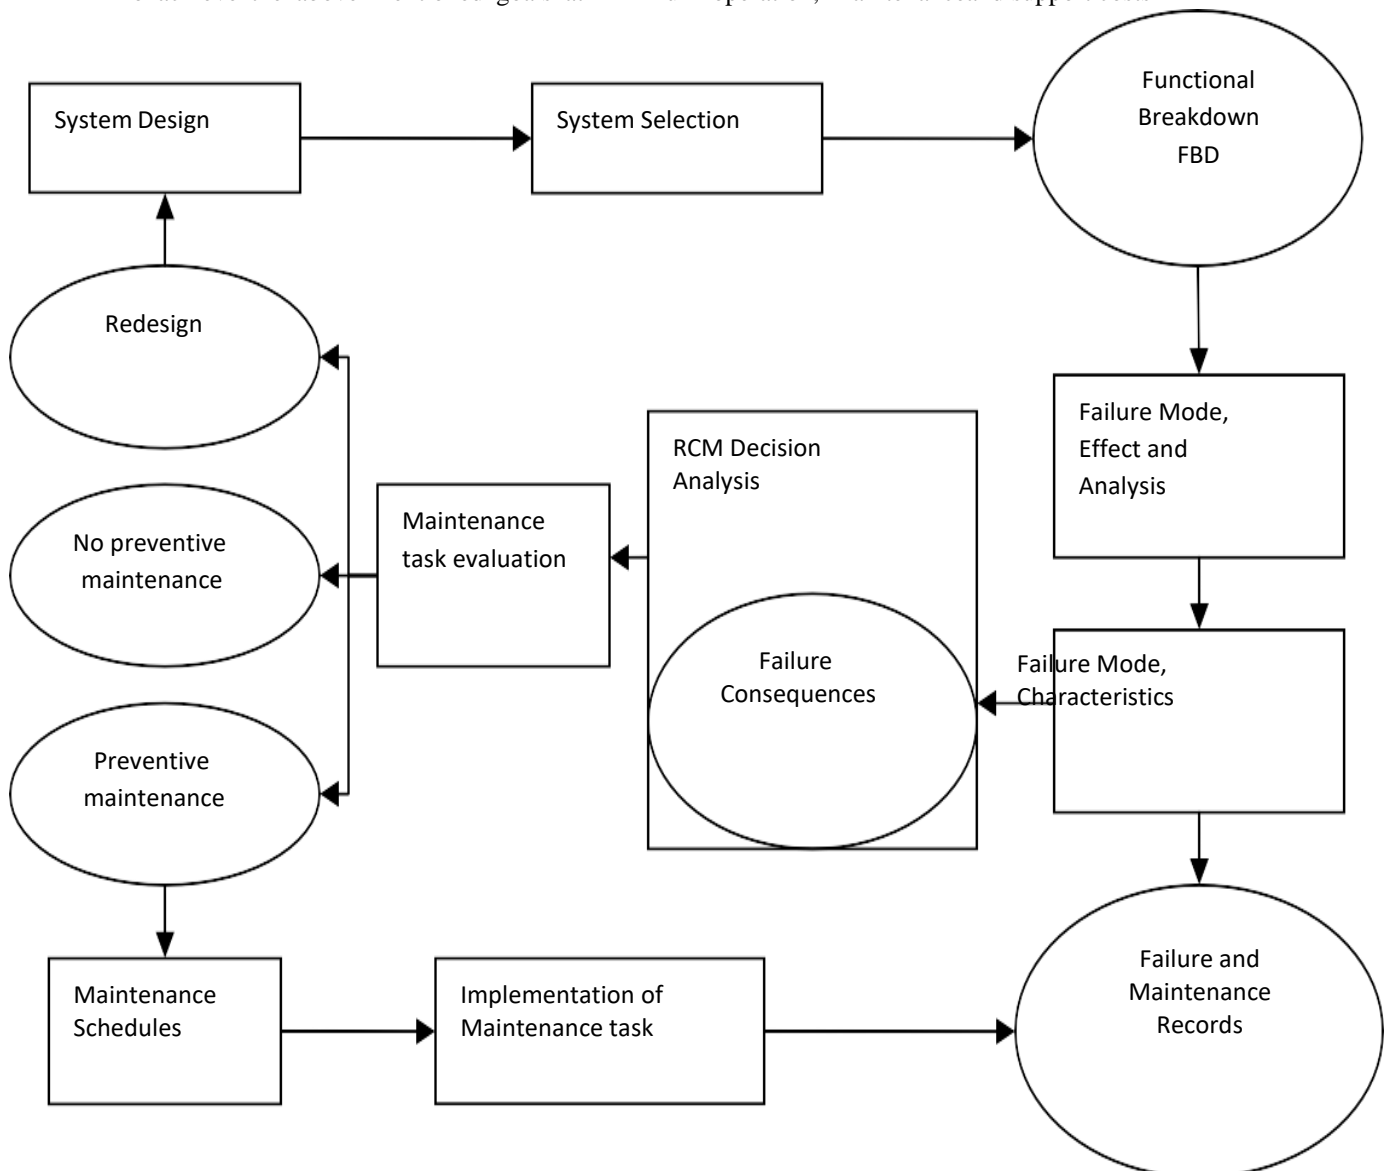 System Design
System Selection
Functional
Breakdown
FBD
Redesign
Failure Mode,
Effect and
Analysis
RCM Decision
Analysis
Maintenance
task evaluation
No preventive
maintenance
Failure
Consequences
Failure Mode,
Characteristics
Preventive
maintenance
Maintenance
Schedules
Implementation of
Maintenance task
Failure and
Maintenance
Records